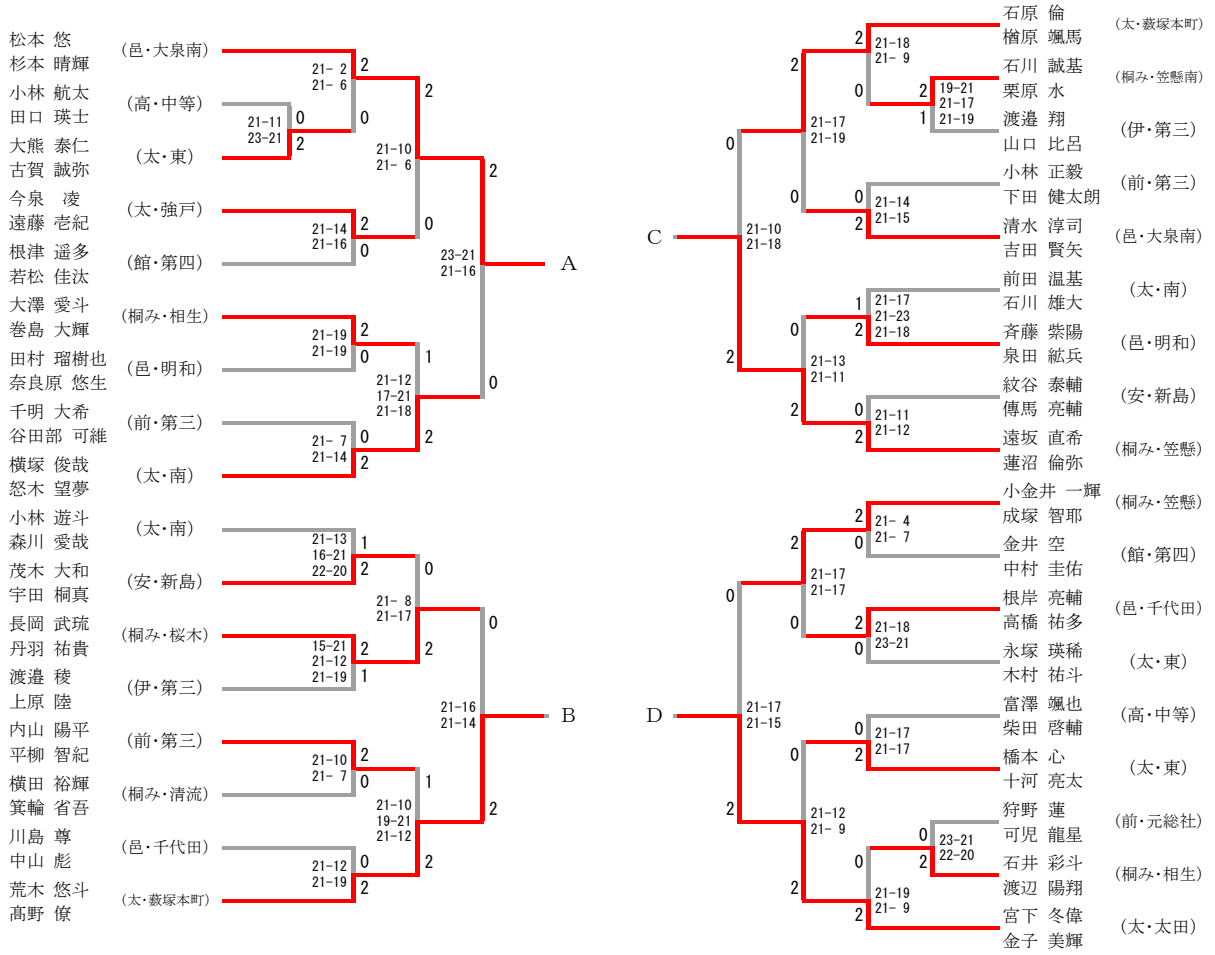 松本 悠
杉本 晴輝
(邑・大泉南)
小林 航太
田口 瑛士
(高・中等)
大熊 泰仁
古賀 誠弥
(太・東)
今泉 凌
遠藤 壱紀
(太・強戸)
根津 遥多
若松 佳汰
(館・第四)
大澤 愛斗
巻島 大輝
(桐み・相生)
田村 瑠樹也
奈良原 悠生
(邑・明和)
千明 大希
谷田部 可維
(前・第三)
横塚 俊哉
怒木 望夢
(太・南)
小林 遊斗
森川 愛哉
(太・南)
茂木 大和
宇田 桐真
(安・新島)
長岡 武琉
丹羽 祐貴
(桐み・桜木)
渡邉 稜
上原 陸
(伊・第三)
内山 陽平
平柳 智紀
(前・第三)
横田 裕輝
箕輪 省吾
(桐み・清流)
川島 尊
中山 彪
(邑・千代田)
荒木 悠斗
髙野 僚
(太・薮塚本町)
21-2
21-6
2
0
21-11
23-21
0
2
21-14
21-16
2
0
21-10
21-6
2
0
21-19
21-19
2
0
21-7
21-14
0
2
21-12
17-21
21-18
1
2
23-21
21-16
2
0
A
21-13
16-21
22-20
1
2
15-21
21-12
21-19
2
1
21-8
21-17
0
2
21-10
21-7
2
0
21-12
21-19
0
2
21-10
19-21
21-12
1
2
21-16
21-14
0
2
B
石原 倫
楢原 颯馬
(太・薮塚本町)
石川 誠基
栗原 水
(桐み・笠懸南)
渡邉 翔
山口 比呂
(伊・第三)
小林 正毅
下田 健太朗
(前・第三)
清水 淳司
吉田 賢矢
(邑・大泉南)
前田 温基
石川 雄大
(太・南)
斉藤 紫陽
泉田 絋兵
(邑・明和)
紋谷 泰輔
傳馬 亮輔
(安・新島)
遠坂 直希
蓮沼 倫弥
(桐み・笠懸)
小金井 一輝
成塚 智耶
(桐み・笠懸)
金井 空
中村 圭佑
(館・第四)
根岸 亮輔
高橋 祐多
(邑・千代田)
永塚 瑛稀
木村 祐斗
(太・東)
富澤 颯也
柴田 啓輔
(高・中等)
橋本 心
十河 亮太
(太・東)
狩野 蓮
可児 龍星
(前・元総社)
石井 彩斗
渡辺 陽翔
(桐み・相生)
宮下 冬偉
金子 美輝
(太・太田)
2
0
21-18
21-9
2
1
19-21
21-17
21-19
2
0
21-17
21-19
0
2
21-14
21-15
C
0
2
21-10
21-18
1
2
21-17
21-23
21-18
0
2
21-13
21-11
0
2
21-11
21-12
2
0
21-4
21-7
2
0
21-17
21-17
2
0
21-18
23-21
D
0
2
21-17
21-15
0
2
21-17
21-17
0
2
21-12
21-9
0
2
23-21
22-20
0
2
21-19
21-9